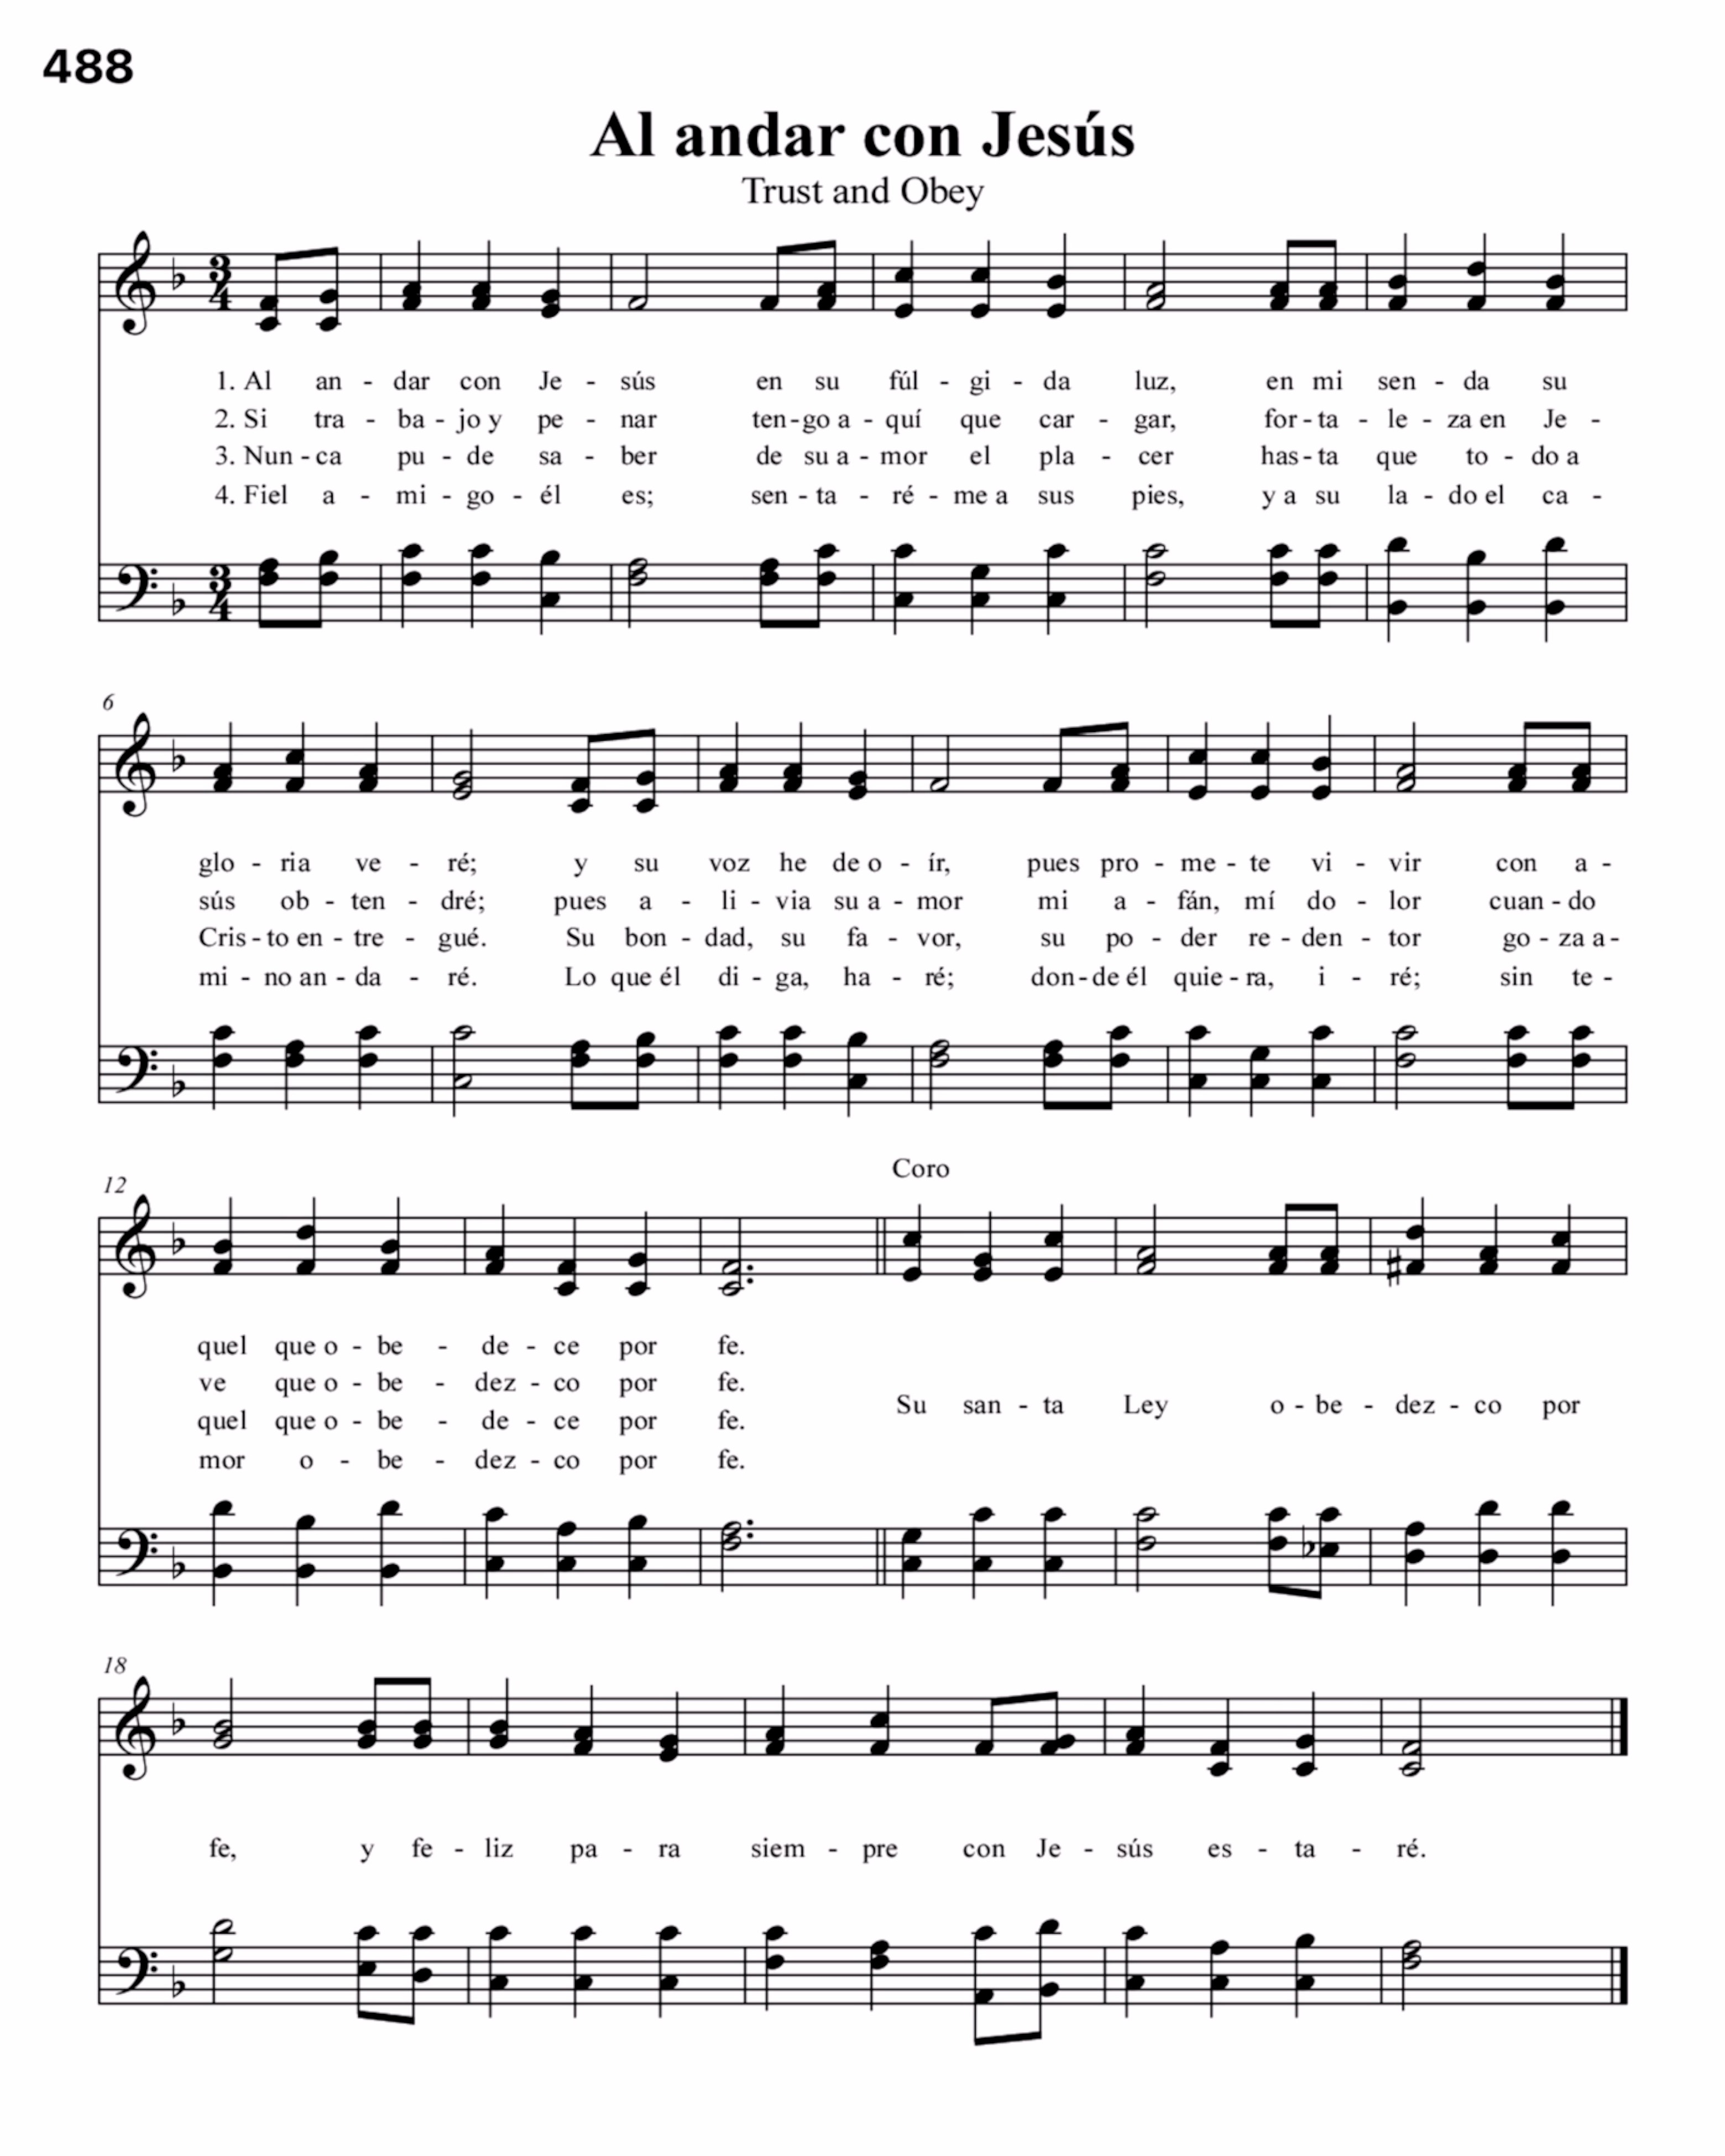 488
Al andar con Jesús
Trust and Obey
1. Al an - dar con Je - sús en su fúl - gi - da luz, en mi sen - da su
2. Si tra - ba - jo y pe - nar ten - go a - quí que car - gar, for - ta - le - za en Je -
3. Nun - ca pu - de sa - ber de su a - mor el pla - cer has - ta que to - do a
4. Fiel a - mi - go - él es; sen - ta - ré - me a sus pies, y a su la - do el ca -
6
glo - ria ve - ré; y su voz he de o - ír, pues pro - me - te vi - vir con a -
sús ob - ten - dré; pues a - li - via su a - mor mi a - fán, mí do - lor cuan - do
Cris - to en - tre - gué. Su bon - dad, su fa - vor, su po - der re - den - tor go - za a -
mi - no an - da - ré. Lo que él di - ga, ha - ré; don - de él quie - ra, i - ré; sin te -
Coro
12
quel que o - be - de - ce por fe.
ve que o - be - dez - co por fe.
Su san - ta Ley o - be - dez - co por
quel que o - be - de - ce por fe.
mor o - be - dez - co por fe.
18
fe, y fe - liz pa - ra siem - pre con Je - sús es - ta - ré.